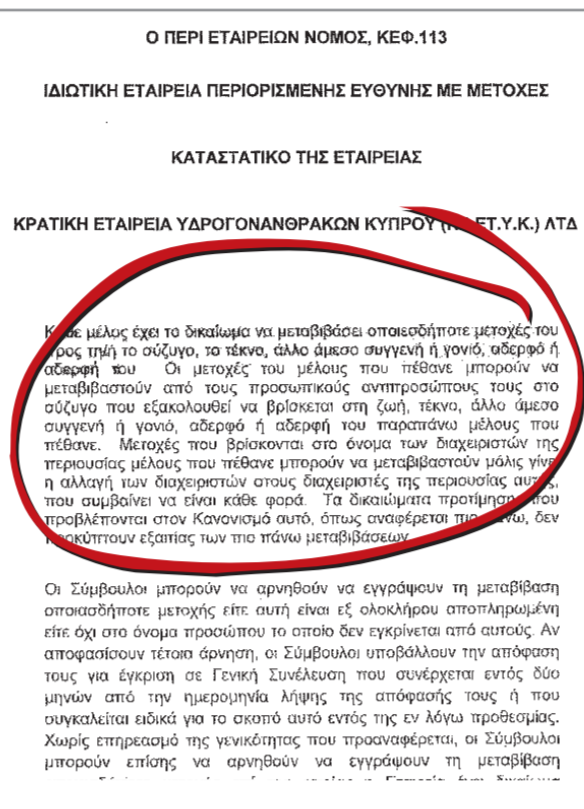 Ο ΠΕΡΙ ΕΤΑΙΡΕΙΩΝ ΝΟΜΟΣ, ΚΕΦ.113
ΙΔΙΩΤΙΚΗ ΕΤΑΙΡΕΙΑ ΠΕΡΙΟΡΙΣΜΕΝΗΣ ΕΥΘΥΝΗΣ ΜΕ ΜΕΤΟΧΕΣ
ΚΑΤΑΣΤΑΤΙΚΟ ΤΗΣ ΕΤΑΙΡΕΙΑΣ
ΚΡΑΤΙΚΗ ΕΤΑΙΡΕΙΑ ΥΔΡΟΓΟΝΑΝΘΡΑΚΩΝ ΚΥΠΡΟΥ ΛΤΔ
μέλος έχει το δικαίωμα να μεταβιβάσει οποιεσδήποτε μετοχές του
προς τη/ή το σύζυγο, το τέκνο, άλλο άμεσο συγγενή ή γονιό, αδερφό ή
αδερφή του Οι μετοχές του μέλους που πέθανε μπορούν να
μεταβιβαστούν από τους προσωπικούς αντιπροσώπους τους στο
σύζυγο που εξακολουθεί να βρίσκεται στη ζωή, τέκνο, άλλο άμεσο
συγγενή ή γονιό, αδερφό ή αδερφή του παραπάνω μέλους που
πέθανε. Μετοχές που βρίσκονται στο όνομα των διαχειριστών της
περιουσίας μέλους που πέθανε μπορούν να μεταβιβαστούν μόλις γίνει
η αλλαγή των διαχειριστών στους διαχειριστές της περιουσίας αυτής,
που συμβαίνει να είναι κάθε φορά. Τα δικαιώματα προτίμησης που
προβλέπονται στον Κανονισμό αυτό, όπως αναφέρεται πιο πάνω, δεν
προκύπτουν εξαιτίας των πιο πάνω μεταβιβάσεων
Οι Σύμβουλοι μπορούν να αρνηθούν να εγγράψουν τη μεταβίβαση
οποιασδήποτε μετοχής είτε αυτή είναι εξ ολοκλήρου αποπληρωμένη
είτε όχι στο όνομα προσώπου το οποίο δεν εγκρίνεται από αυτούς. Αν
αποφασίσουν τέτοια άρνηση, οι Σύμβουλοι υποβάλλουν την απόφαση
τους για έγκριση σε Γενική Συνέλευση που συνέρχεται εντός δύο
μηνών από την ημερομηνία λήψης της απόφασής τους ή που
συγκαλείται ειδικά για το σκοπό αυτό εντός της εν λόγω προθεσμίας.
Χωρίς επηρεασμό της γενικότητας που προαναφέρεται, οι Σύμβουλοι
μπορούν επίσης να αρνηθούν να εγγράψουν τη μεταβίβαση